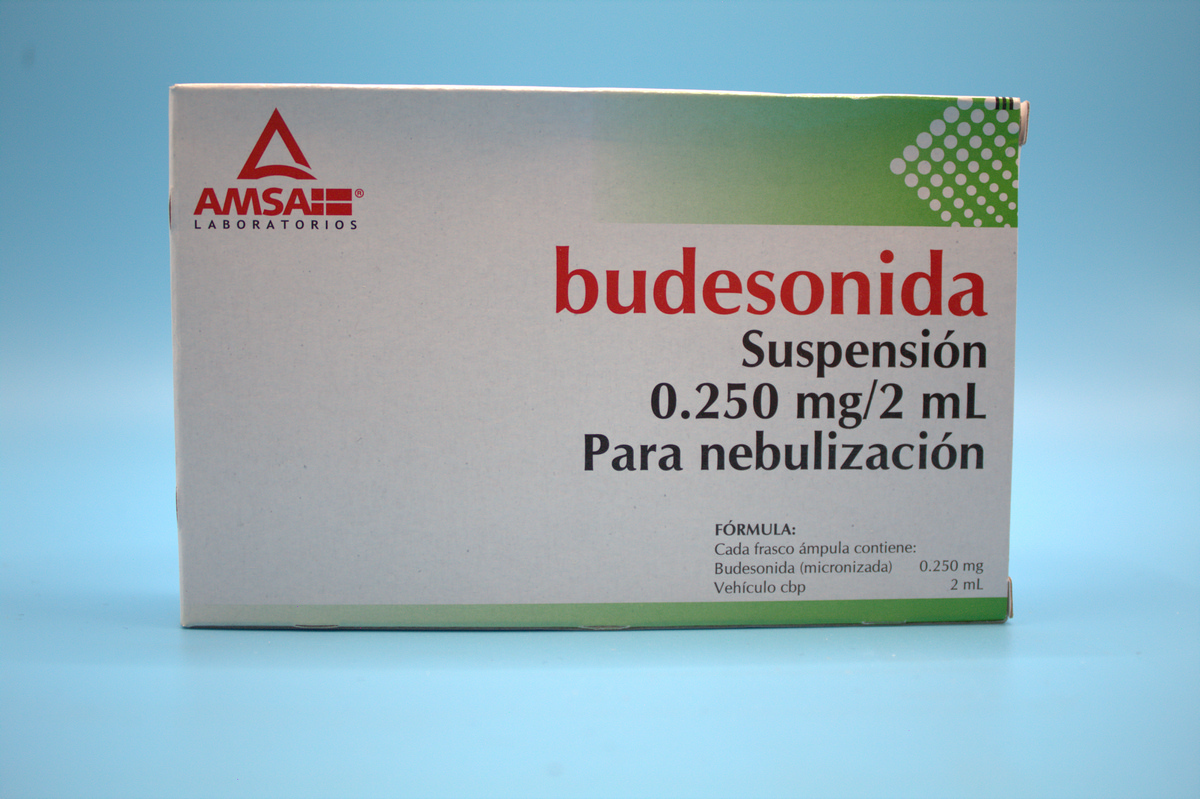 AMSA®
LABORATORIOS
budesonida
Suspensión
0.250 mg/2 mL
Para nebulización
FÓRMULA:
Cada frasco ámpula contiene:
Budesonida (micronizada) 0.250 mg
Vehículo cbp 2 mL